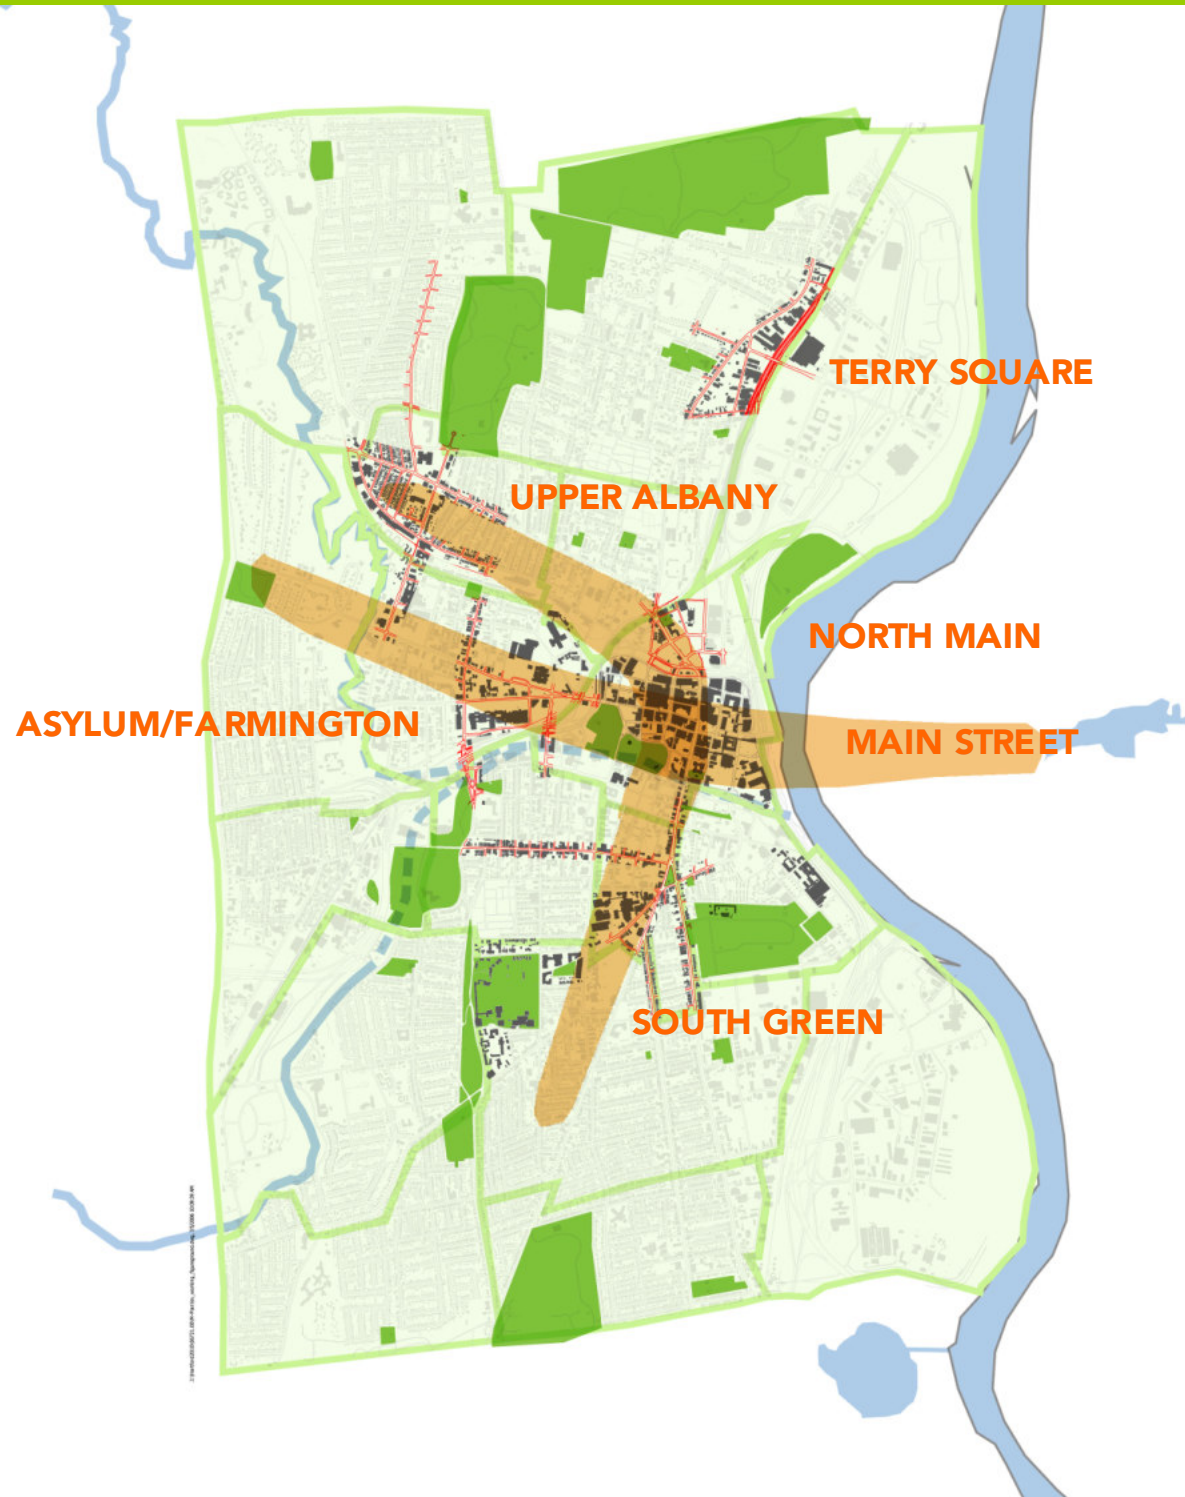 TERRY SQUARE
UPPER ALBANY
NORTH MAIN
ASYLUM/FARMINGTON
MAIN STREET
SOUTH GREEN